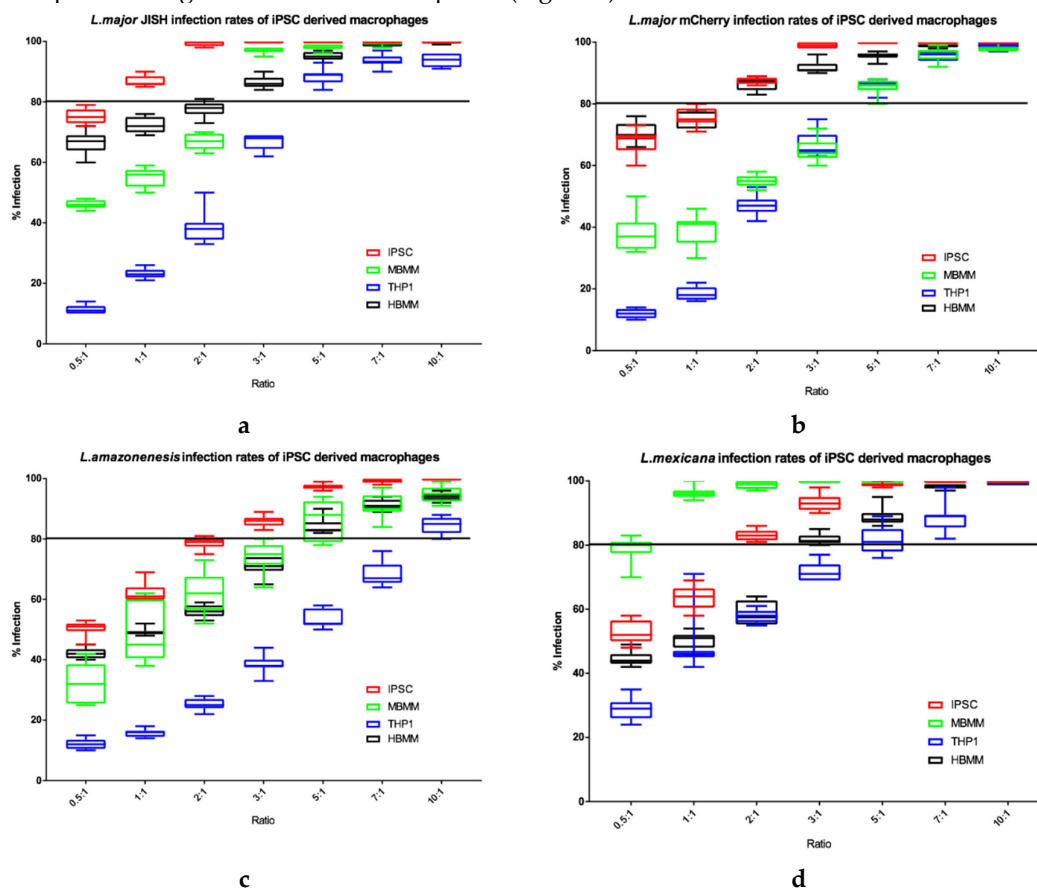 L.major JISH infection rates of iPSC derived macrophages
100
80
60
40
20
0
% Infection
IPSC
MBMM
THP1
HBMM
0.5:1 1:1 2:1 3:1 5:1 7:1 10:1
Ratio
a
L.major mCherry infection rates of iPSC derived macrophages
100
80
60
40
20
0
% Infection
IPSC
MBMM
THP1
HBMM
0.5:1 1:1 2:1 3:1 5:1 7:1 10:1
Ratio
b
L.amazonenesis infection rates of iPSC derived macrophages
100
80
60
40
20
0
% Infection
IPSC
MBMM
THP1
HBMM
0.5:1 1:1 2:1 3:1 5:1 7:1 10:1
Ratio
c
L.mexicana infection rates of iPSC derived macrophages
100
80
60
40
20
0
% Infection
IPSC
MBMM
THP1
HBMM
0.5:1 1:1 2:1 3:1 5:1 7:1 10:1
Ratio
d